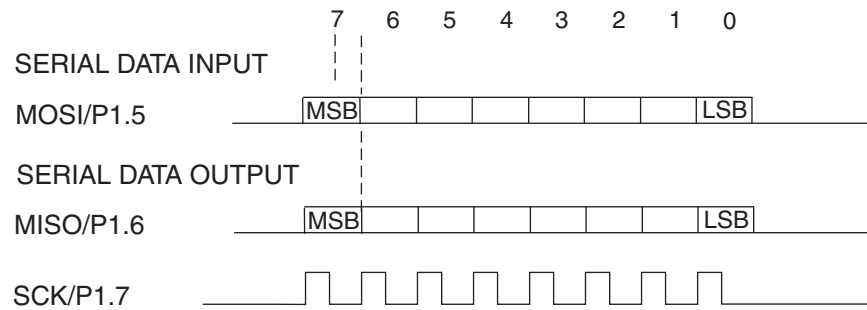 7 6 5 4 3 2 1 0
SERIAL DATA INPUT
MOSI/P1.5 MSB LSB
SERIAL DATA OUTPUT
MISO/P1.6 MSB LSB
SCK/P1.7